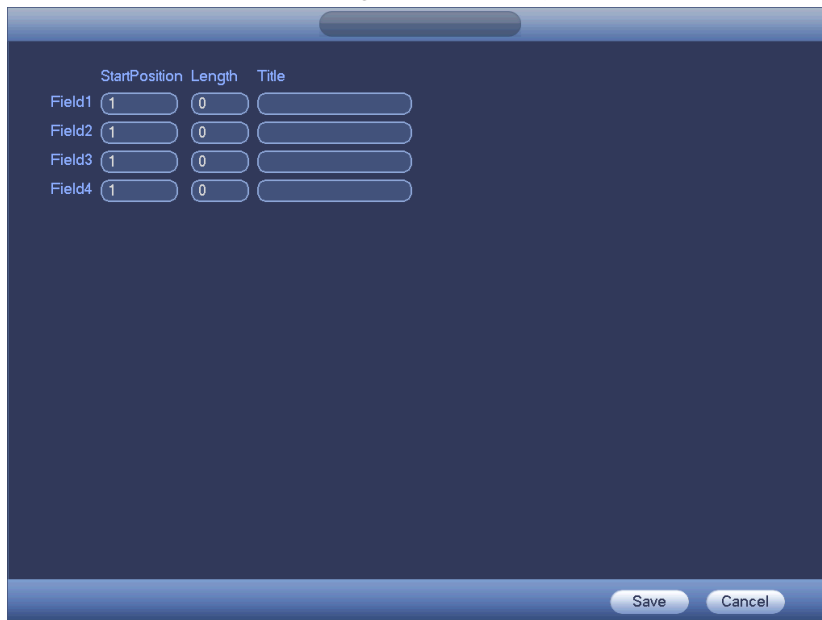 StartPosition Length Title
Field1 1 0
Field2 1 0
Field3 1 0
Field4 1 0
Save Cancel